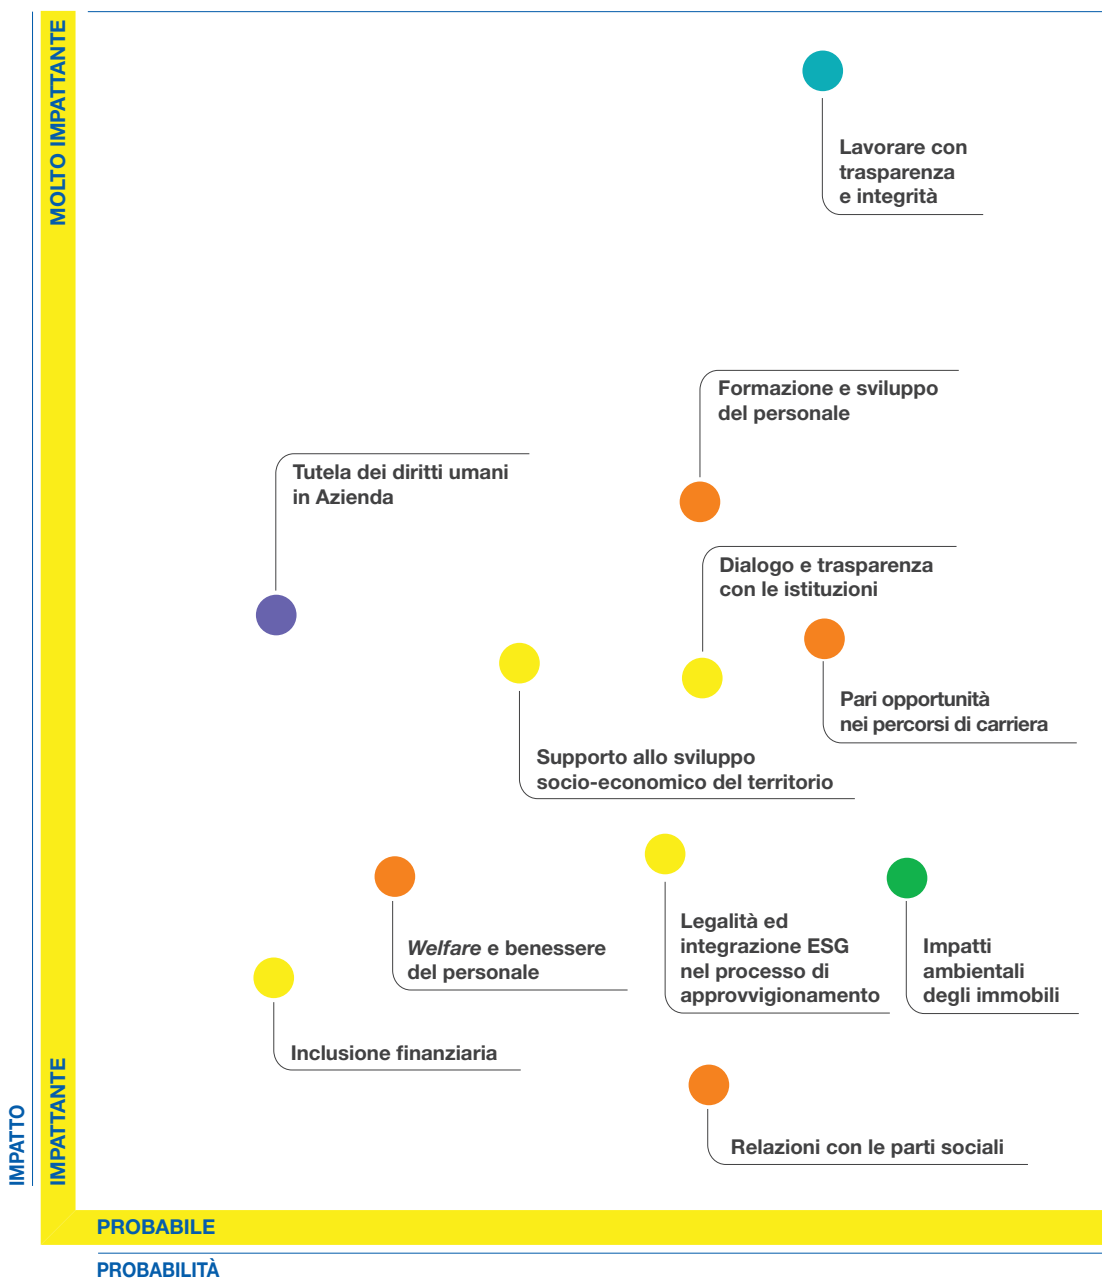 MOLTO IMPATTANTE
Lavorare con
trasparenza
e integrità
Formazione e sviluppo
del personale
Tutela dei diritti umani
in Azienda
Dialogo e trasparenza
con le istituzioni
Pari opportunità
nei percorsi di carriera
Supporto allo sviluppo
socio-economico del territorio
Welfare e benessere
del personale
Legalità ed
integrazione ESG
nel processo di
approvvigionamento
Impatti
ambientali
degli immobili
Inclusione finanziaria
Relazioni con le parti sociali
IMPATTANTE
IMPATTO
PROBABILE
PROBABILITÀ